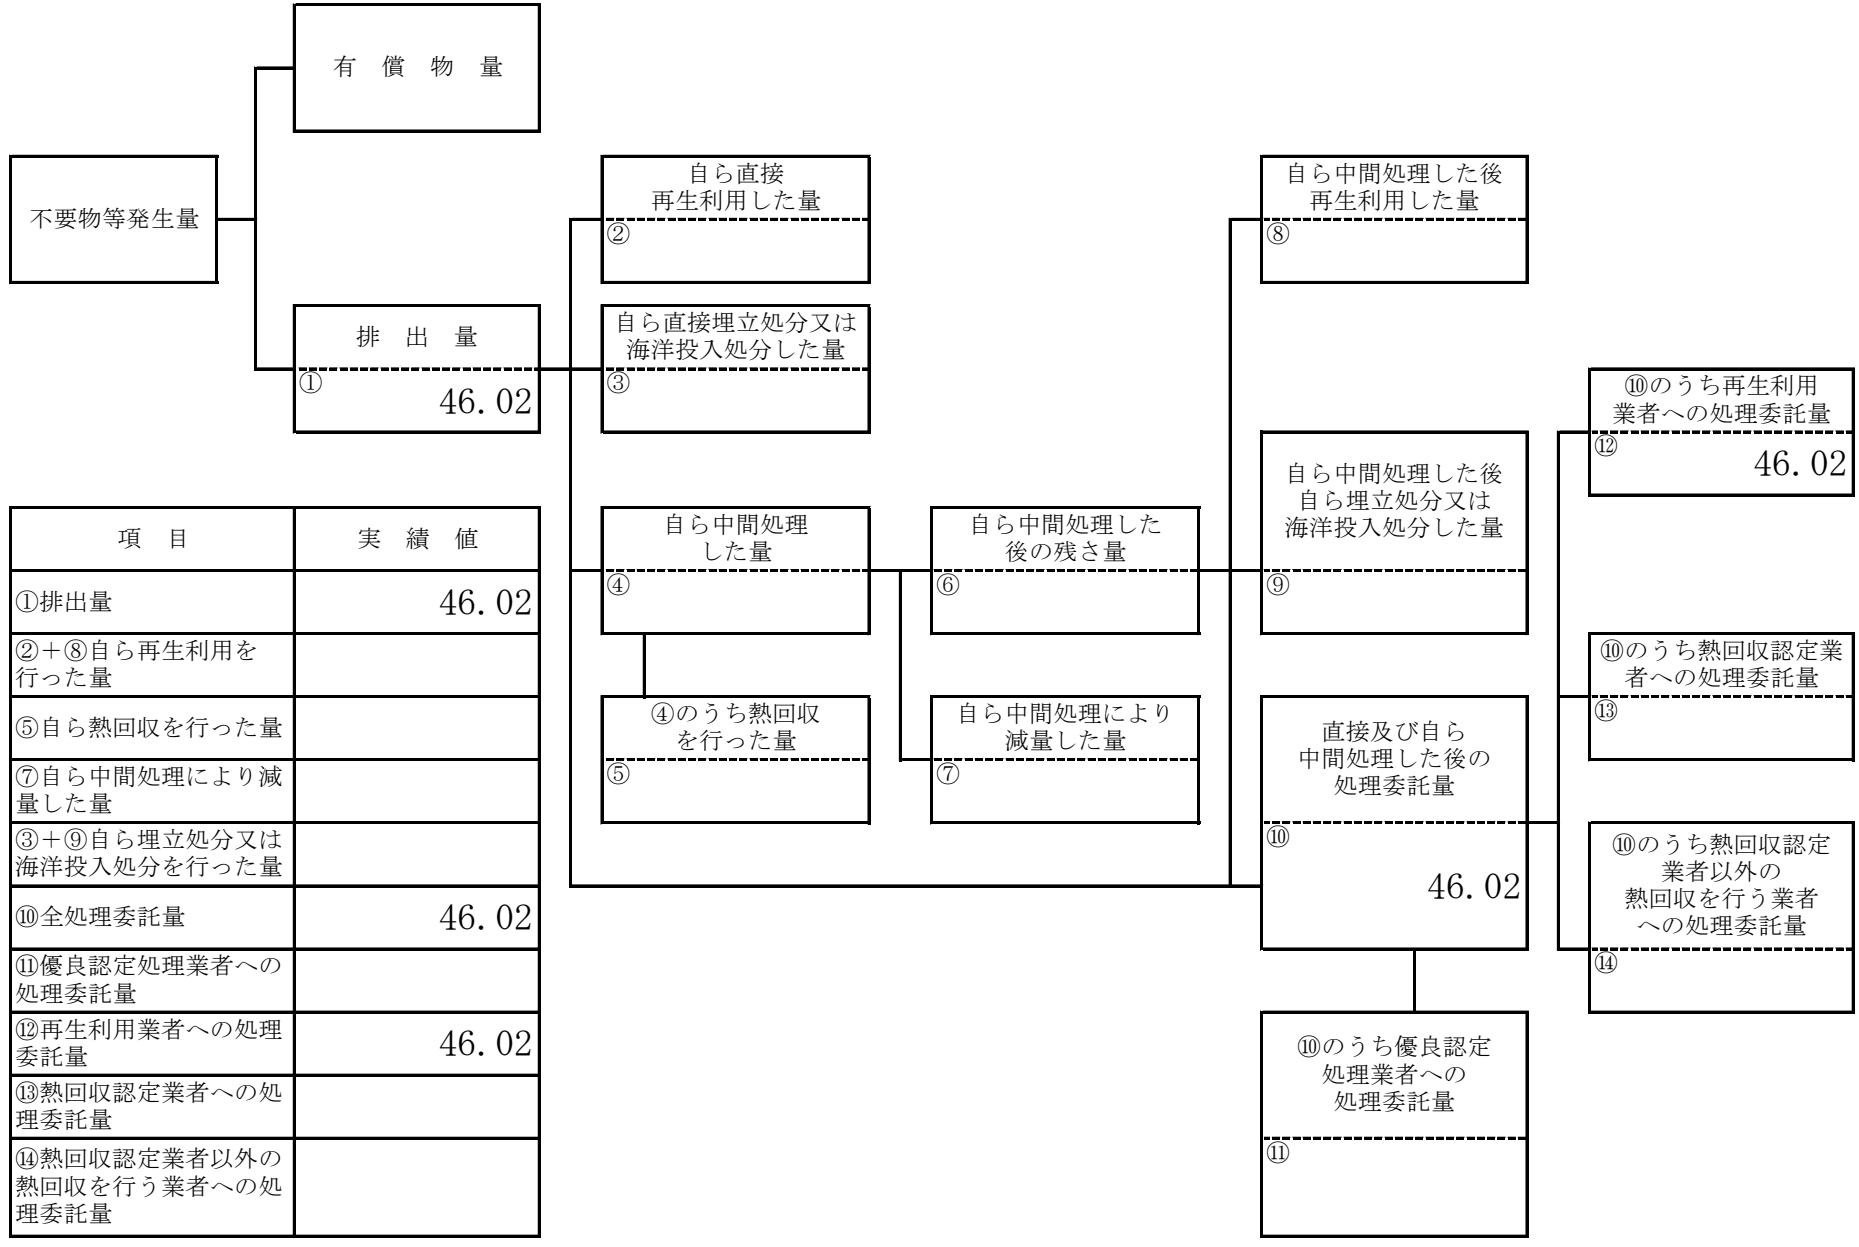 有　償　物　量
不要物等発生量
排　出　量
①
46.02
自ら直接
再生利用した量
②
自ら直接埋立処分又は
海洋投入処分した量
③
自ら中間処理
した量
④
④のうち熱回収
を行った量
⑤
自ら中間処理した
後の残さ量
⑥
自ら中間処理により
減量した量
⑦
自ら中間処理した後
再生利用した量
⑧
自ら中間処理した後
自ら埋立処分又は
海洋投入処分した量
⑨
直接及び自ら
中間処理した後の
処理委託量
⑩
46.02
⑩のうち優良認定
処理業者への
処理委託量
⑪
⑩のうち再生利用
業者への処理委託量
⑫
46.02
⑩のうち熱回収認定業
者への処理委託量
⑬
⑩のうち熱回収認定
業者以外の
熱回収を行う業者
への処理委託量
⑭
項　目　実　績　値
①排出量　46.02
②＋⑧自ら再生利用を
行った量
⑤自ら熱回収を行った量
⑦自ら中間処理により減
量した量
③＋⑨自ら埋立処分又は
海洋投入処分を行った量
⑩全処理委託量　46.02
⑪優良認定処理業者への
処理委託量
⑫再生利用業者への処理
委託量　46.02
⑬熱回収認定業者への処
理委託量
⑭熱回収認定業者以外の
熱回収を行う業者への処
理委託量